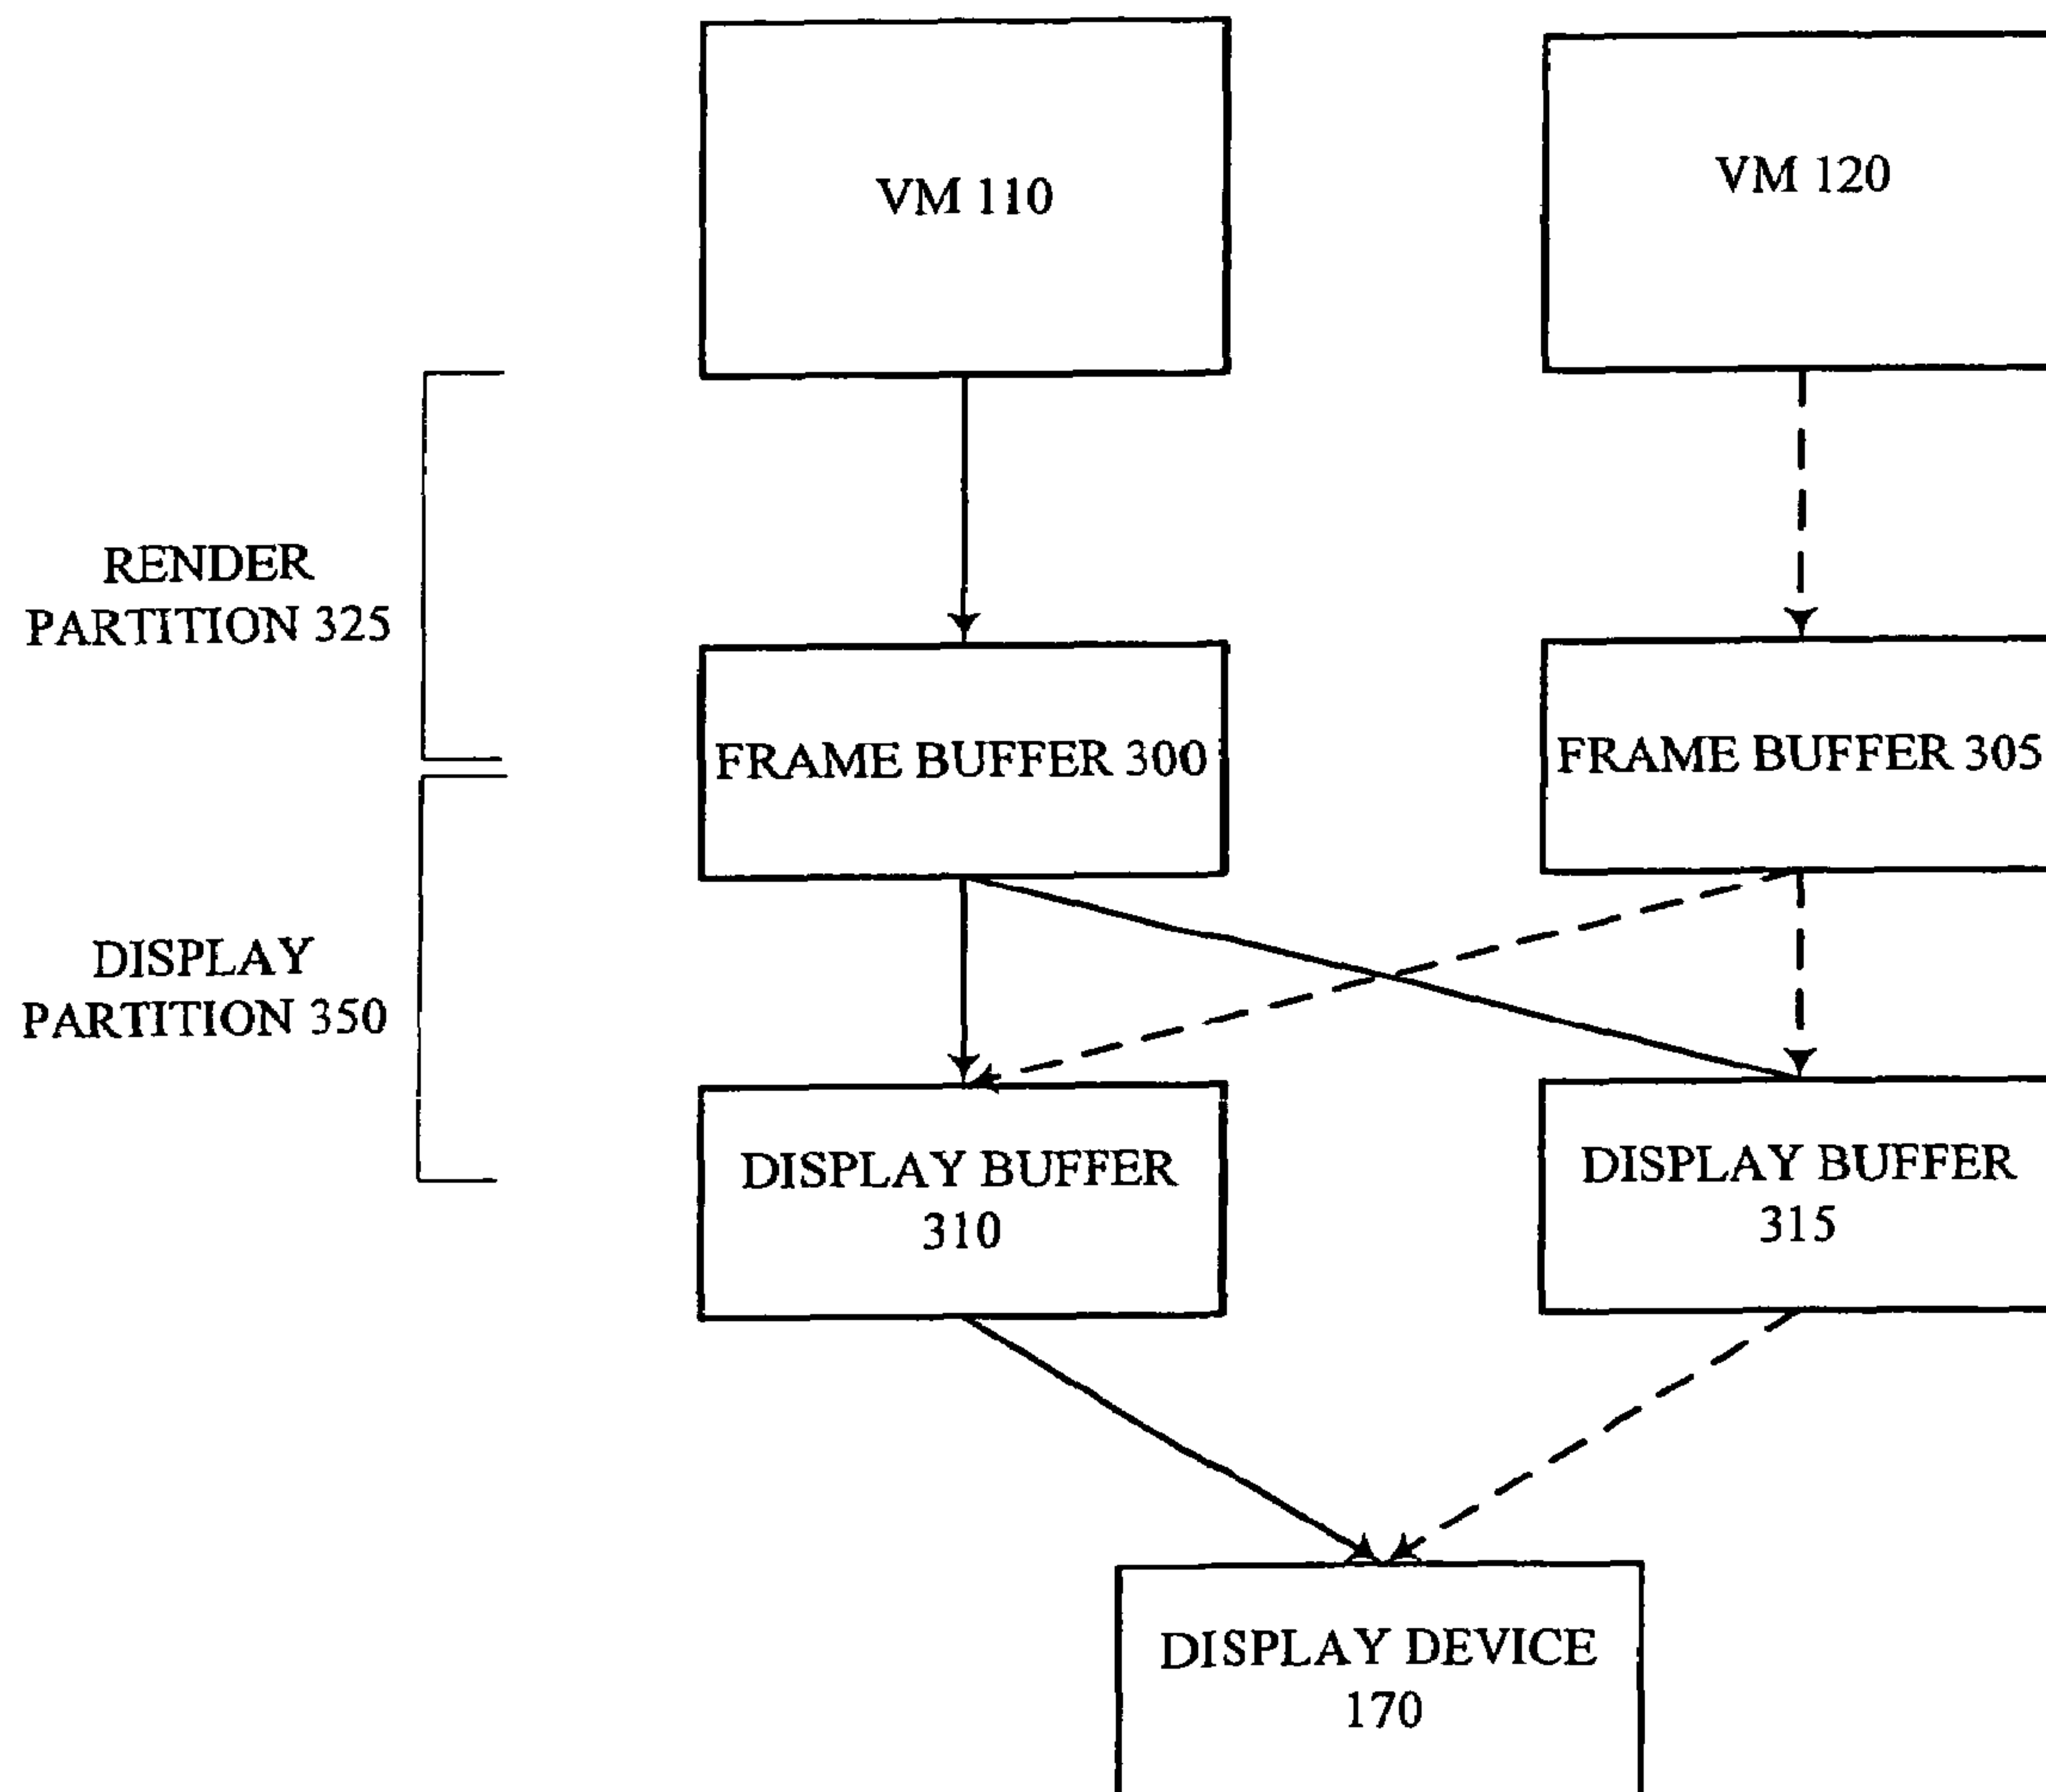 VM 110
VM 120
RENDER
PARTITION 325
FRAME BUFFER 300
FRAME BUFFER 305
DISPLAY
PARTITION 350
DISPLAY BUFFER
310
DISPLAY BUFFER
315
DISPLAY DEVICE
170